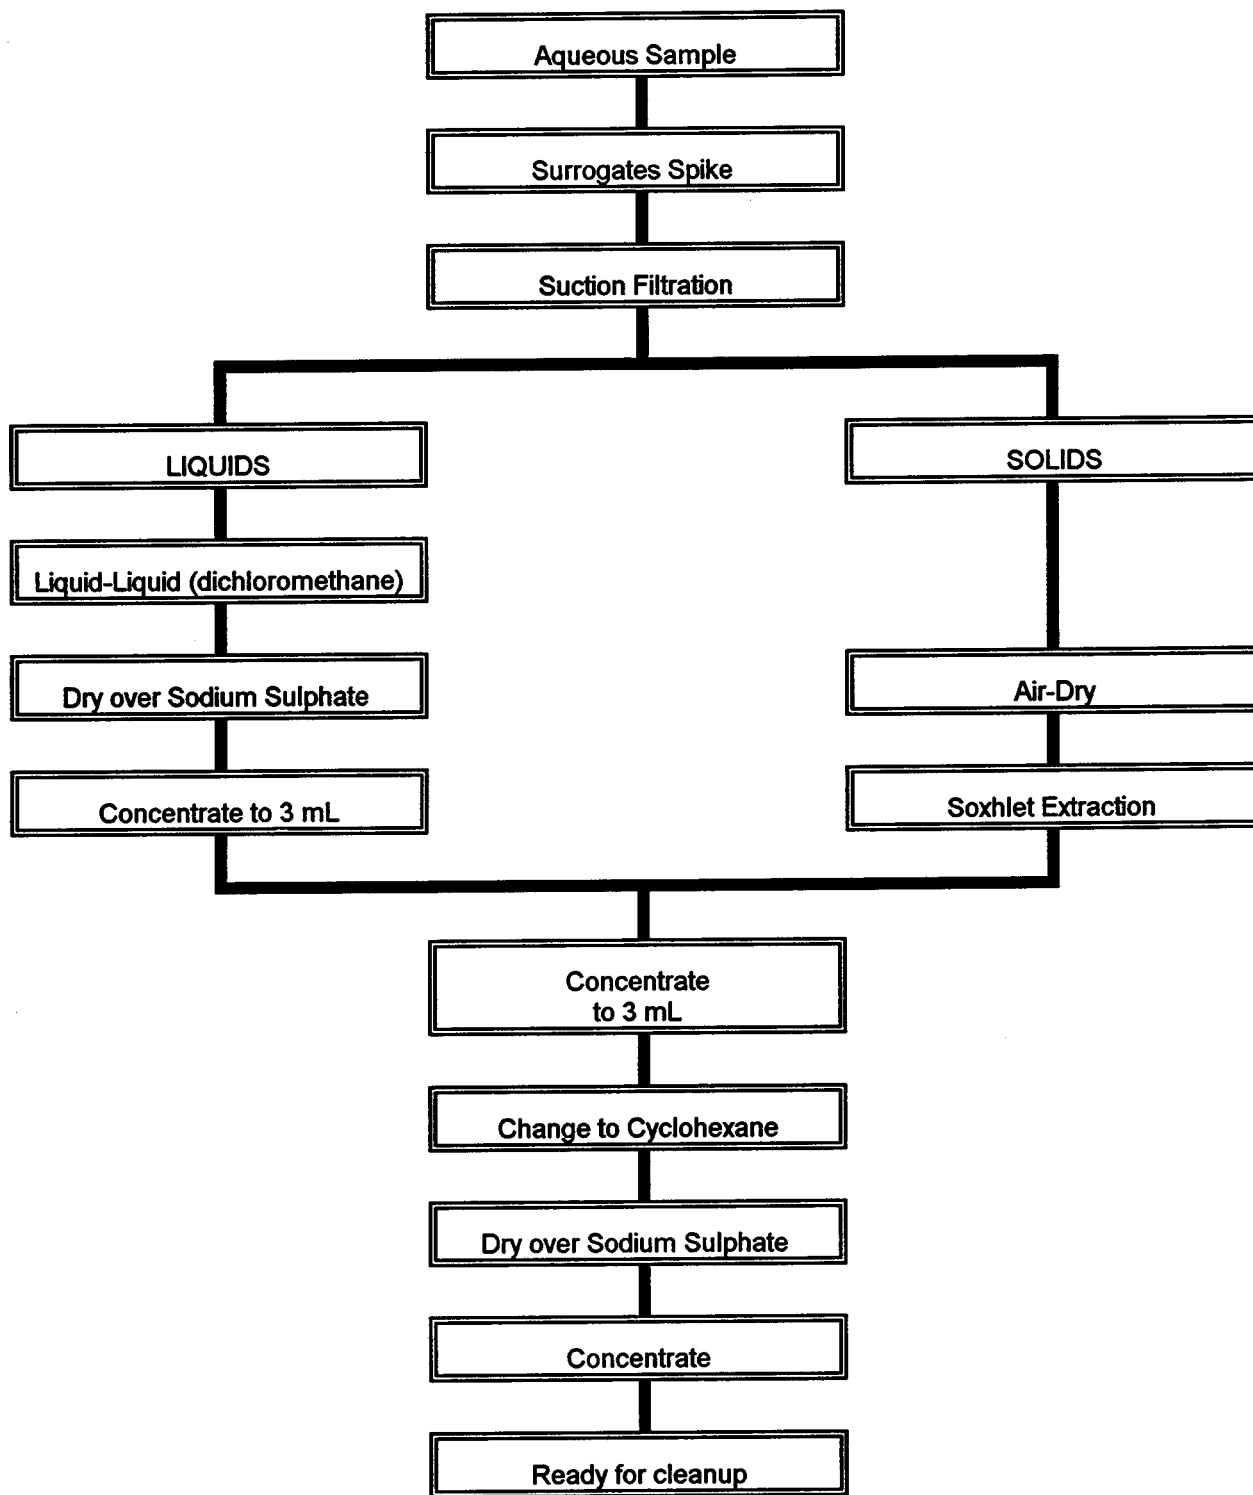 Aqueous Sample
Surrogates Spike
Suction Filtration
LIQUIDS
SOLIDS
Liquid-Liquid (dichloromethane)
Dry over Sodium Sulphate
Air-Dry
Concentrate to 3 mL
Soxhlet Extraction
Concentrate
to 3 mL
Change to Cyclohexane
Dry over Sodium Sulphate
Concentrate
Ready for cleanup